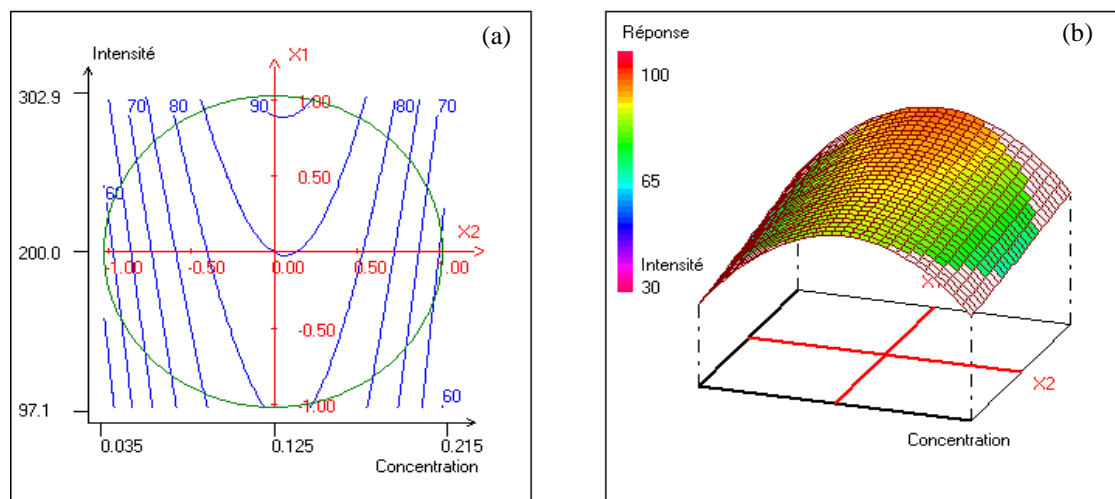 (a)
Intensité
X1
302.9
70
80
90
1.00
80
70
0.50
60
X2
200.0
-1.00
-0.50
0.00
0.50
1.00
-0.50
97.1
-1.00
60
0.035
0.125
0.215
Concentration
(b)
Réponse
100
65
Intensité
30
X1
X2
Concentration